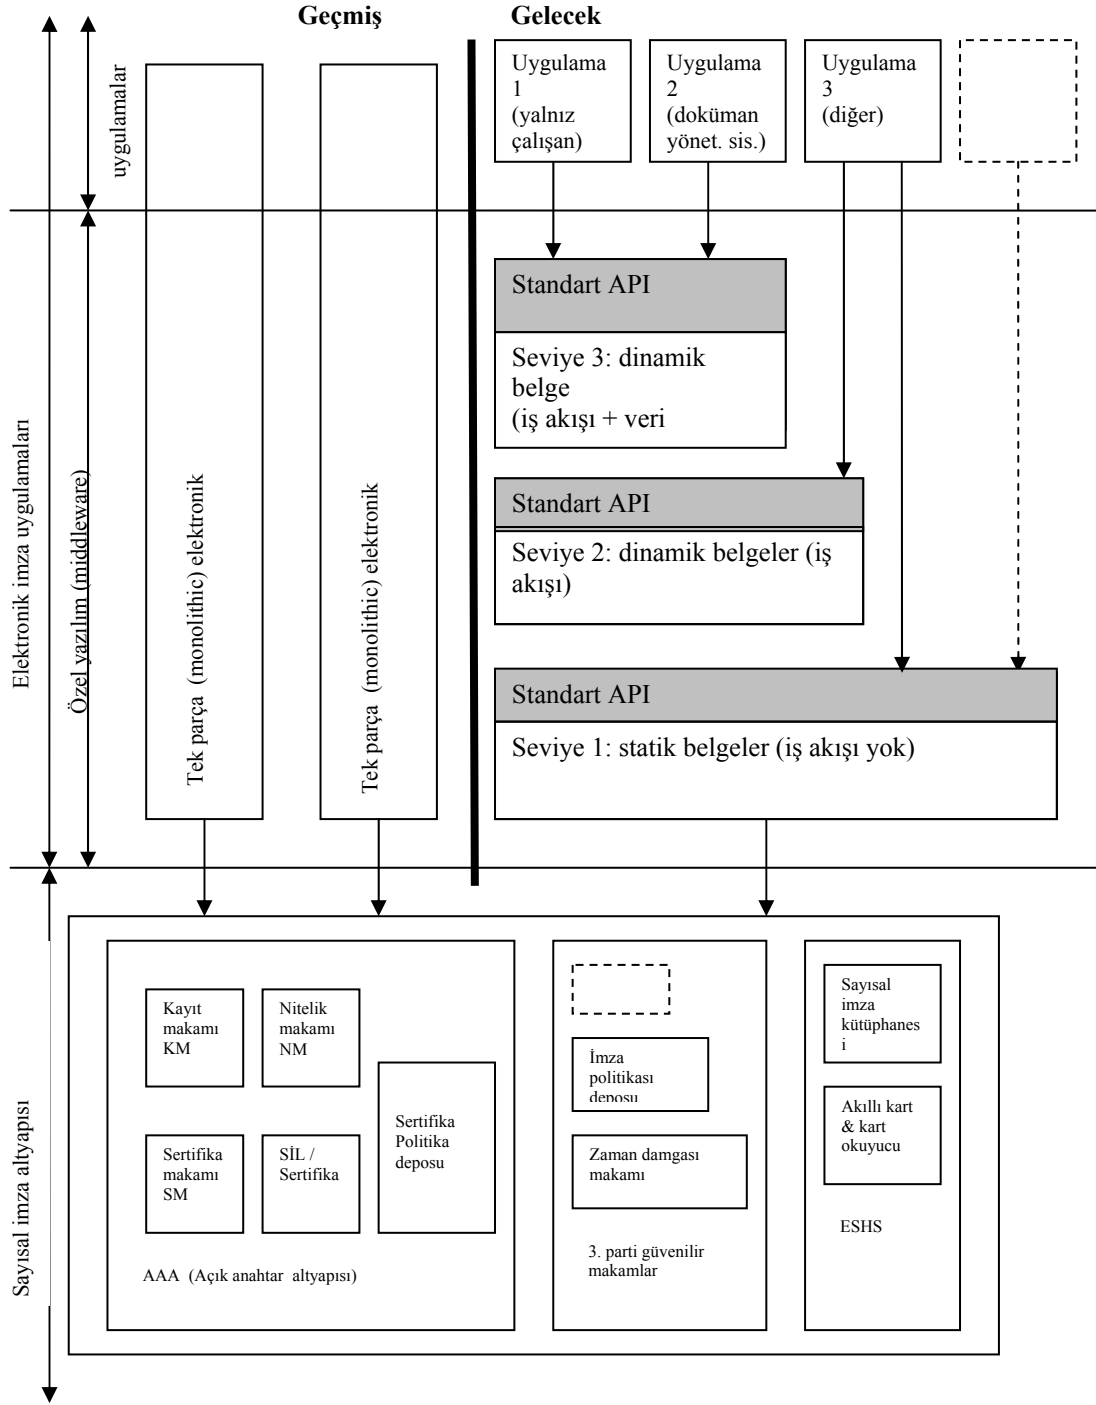 Geçmiş
Gelecek
uygulamalar
Uygulama
1
(yalnız
çalışan)
Uygulama
2
(doküman
yönet. sis.)
Uygulama
3
(diğer)
Elektronik imza uygulamaları
Özel yazılım (middleware)
Tek parça (monolithic) elektronik
Tek parça (monolithic) elektronik
Standart API
Seviye 3: dinamik
belge
(iş akışı + veri
Standart API
Seviye 2: dinamik belgeler (iş
akışı)
Standart API
Seviye 1: statik belgeler (iş akışı yok)
Sayısal imza altyapısı
Kayıt
makamı
KM
Nitelik
makamı
NM
Sertifika
makamı
SM
SİL /
Sertifika
Sertifika
Politika
deposu
AAA (Açık anahtar altyapısı)
İmza
politikası
deposu
Zaman damgası
makamı
3. parti güvenilir
makamlar
Sayısal
imza
kütüphanes
i
Akıllı kart
& kart
okuyucu
ESHS